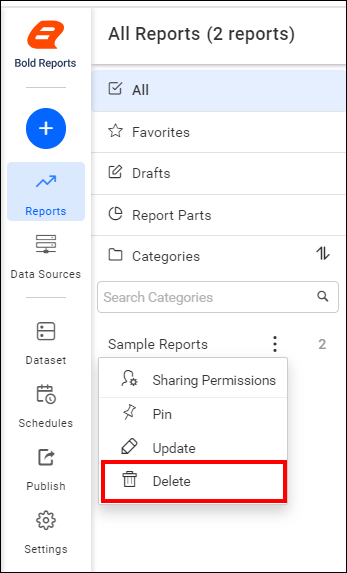 Bold Reports
Reports
Data Sources
Dataset
Schedules
Publish
Settings
All Reports (2 reports)
All
Favorites
Drafts
Report Parts
Categories
Search Categories
Sample Reports 2
Sharing Permissions
Pin
Update
Delete